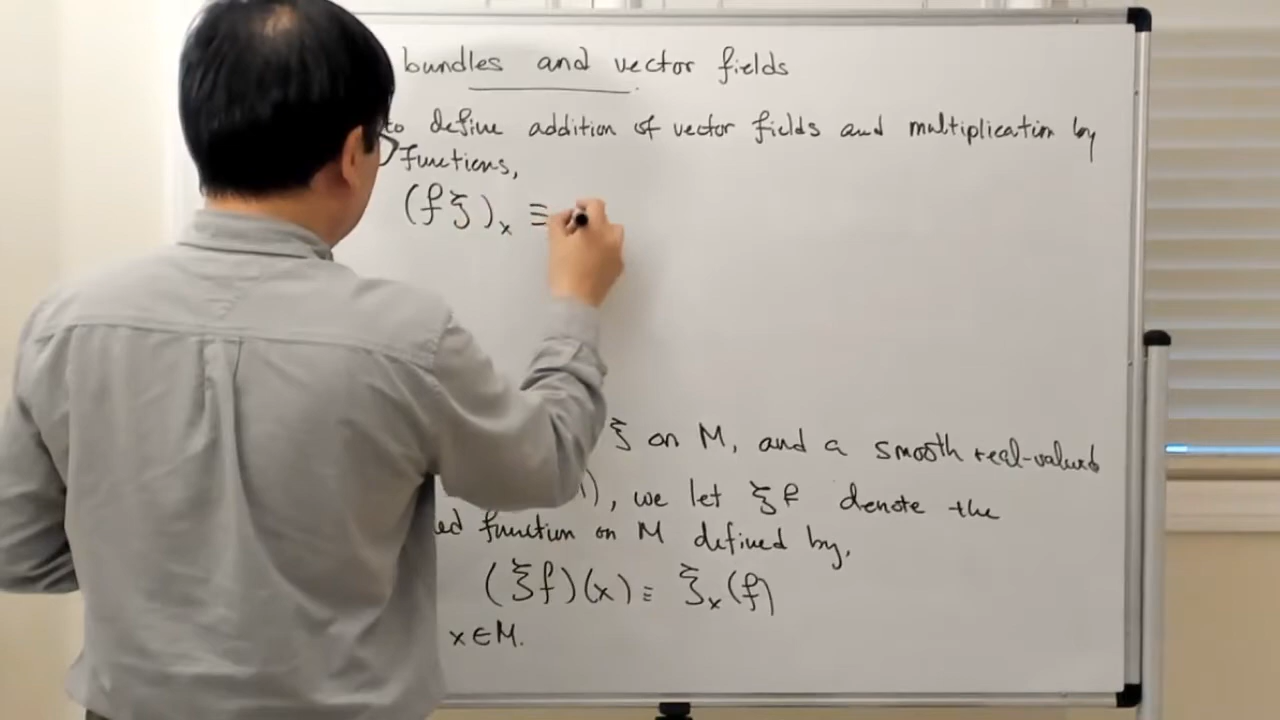 bundles and vector fields
to define addition of vector fields and multiplication by
functions,
(fξ)ₓ ≡
ξ on M, and a smooth real-valued
), we let ξf denote the
function on M defined by,
(ξf)(x) ≡ ξₓ(f)
x ∈ M.